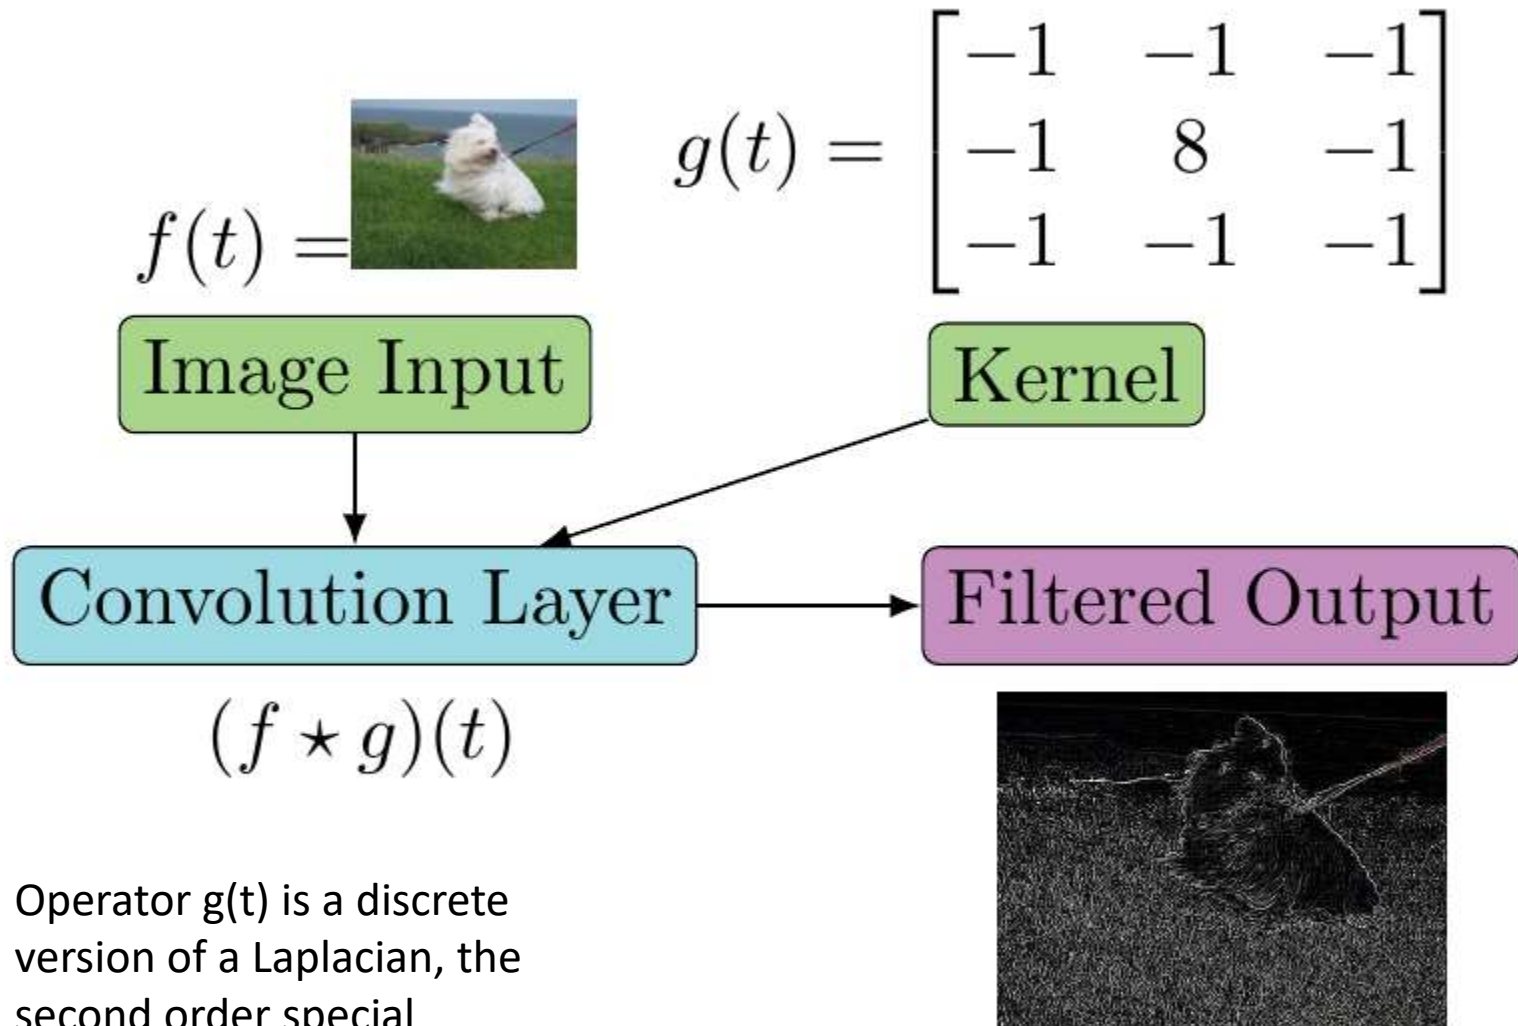 g(t) = [−1 −1 −1
−1 8 −1
−1 −1 −1]
f(t) =
Image Input
Kernel
Convolution Layer
Filtered Output
(f ⋆ g)(t)
Operator g(t) is a discrete
version of a Laplacian, the
second order special